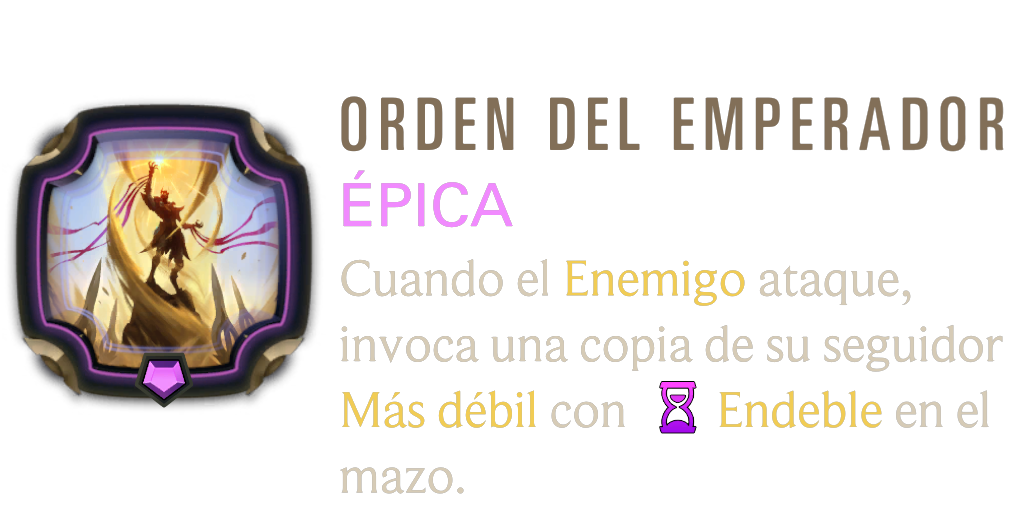 ORDEN DEL EMPERADOR
ÉPICA
Cuando el Enemigo ataque,
invoca una copia de su seguidor
Más débil con Endeble en el
mazo.